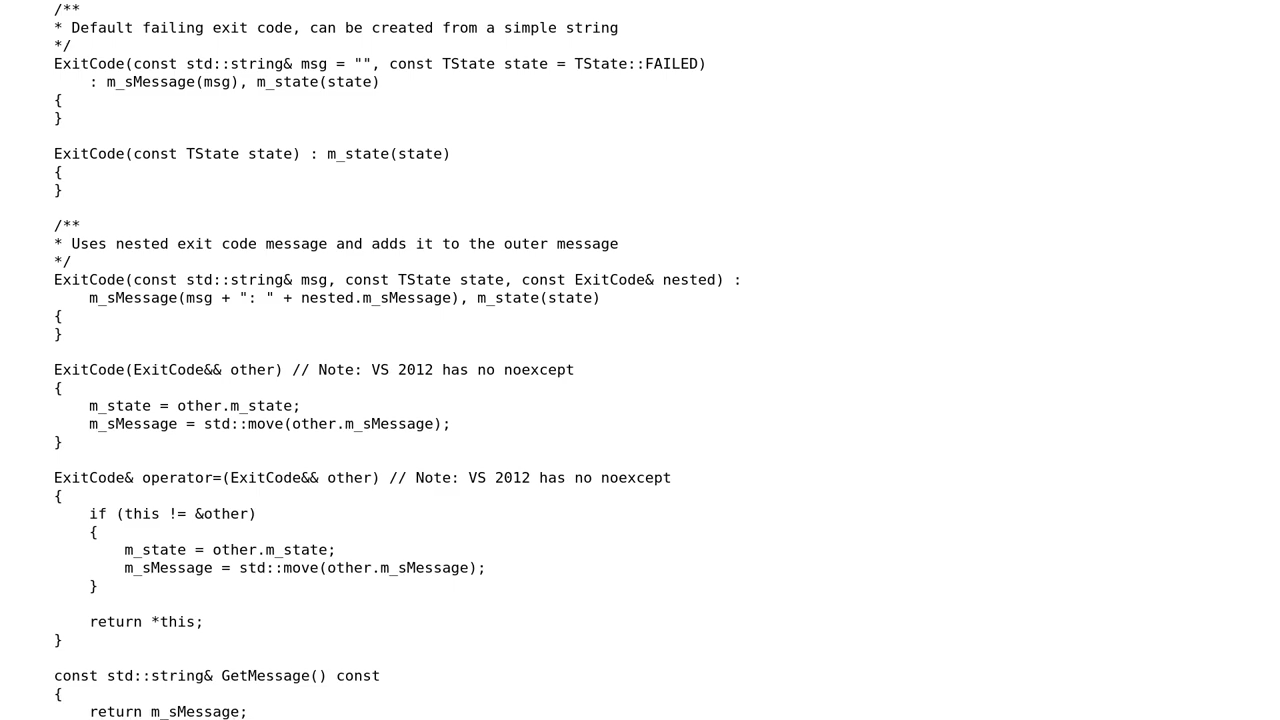 /**
* Default failing exit code, can be created from a simple string
*/
ExitCode(const std::string& msg = "", const TState state = TState::FAILED)
    : m_sMessage(msg), m_state(state)
{
}

ExitCode(const TState state) : m_state(state)
{
}

/**
* Uses nested exit code message and adds it to the outer message
*/
ExitCode(const std::string& msg, const TState state, const ExitCode& nested) :
    m_sMessage(msg + ": " + nested.m_sMessage), m_state(state)
{
}

ExitCode(ExitCode&& other) // Note: VS 2012 has no noexcept
{
    m_state = other.m_state;
    m_sMessage = std::move(other.m_sMessage);
}

ExitCode& operator=(ExitCode&& other) // Note: VS 2012 has no noexcept
{
    if (this != &other)
    {
        m_state = other.m_state;
        m_sMessage = std::move(other.m_sMessage);
    }

    return *this;
}

const std::string& GetMessage() const
{
    return m_sMessage;